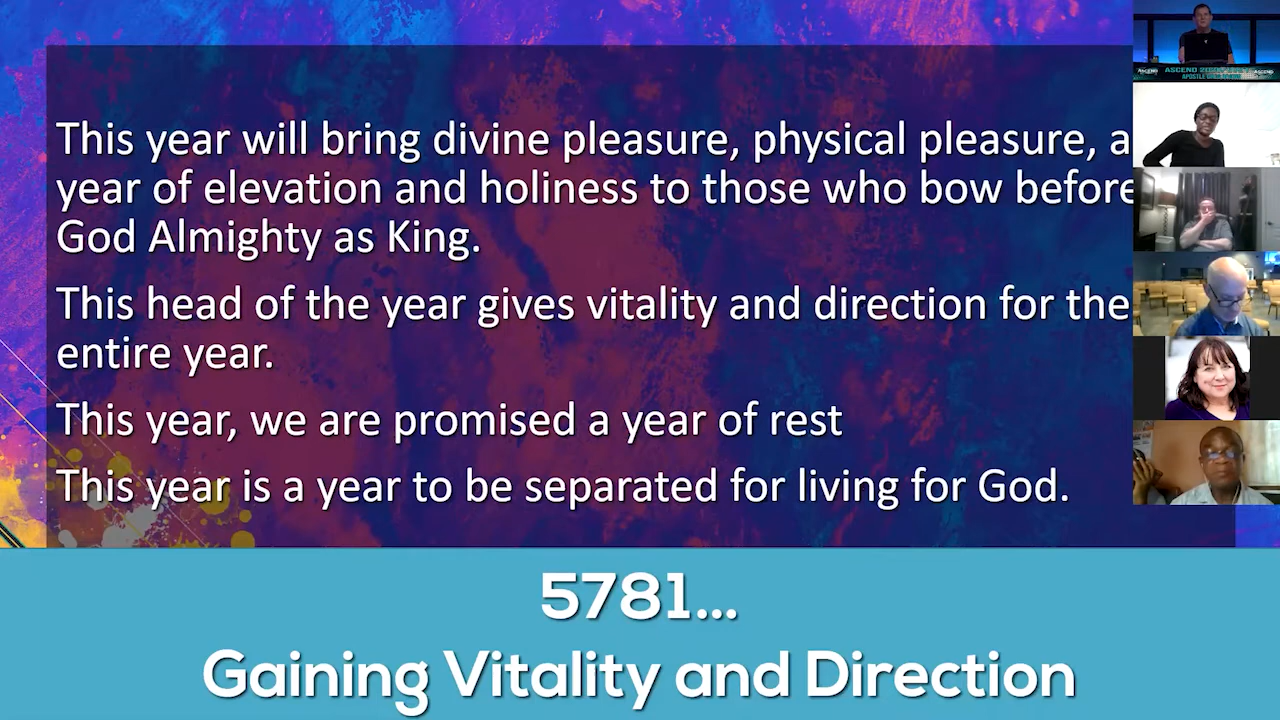 This year will bring divine pleasure, physical pleasure, a
year of elevation and holiness to those who bow before
God Almighty as King.
This head of the year gives vitality and direction for the
entire year.
This year, we are promised a year of rest
This year is a year to be separated for living for God.
5781...
Gaining Vitality and Direction
ASCEND
ASCEND